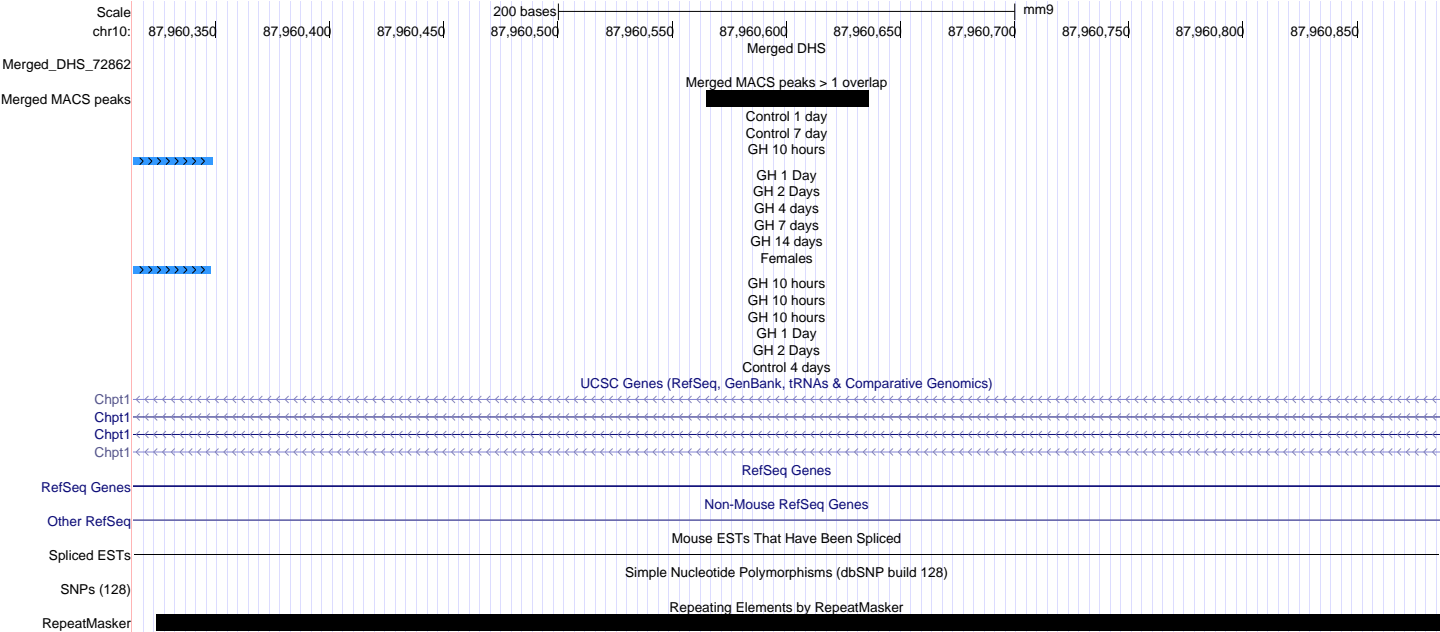 Scale 200 bases mm9
chr10: 87,960,350 87,960,400 87,960,450 87,960,500 87,960,550 87,960,600 87,960,650 87,960,700 87,960,750 87,960,800 87,960,850
Merged DHS
Merged_DHS_72862
Merged MACS peaks > 1 overlap
Merged MACS peaks
Control 1 day
Control 7 day
GH 10 hours
GH 1 Day
GH 2 Days
GH 4 days
GH 7 days
GH 14 days
Females
GH 10 hours
GH 10 hours
GH 10 hours
GH 1 Day
GH 2 Days
Control 4 days
UCSC Genes (RefSeq, GenBank, tRNAs & Comparative Genomics)
Chpt1
Chpt1
Chpt1
Chpt1
RefSeq Genes
RefSeq Genes
Non-Mouse RefSeq Genes
Other RefSeq
Mouse ESTs That Have Been Spliced
Spliced ESTs
Simple Nucleotide Polymorphisms (dbSNP build 128)
SNPs (128)
Repeating Elements by RepeatMasker
RepeatMasker